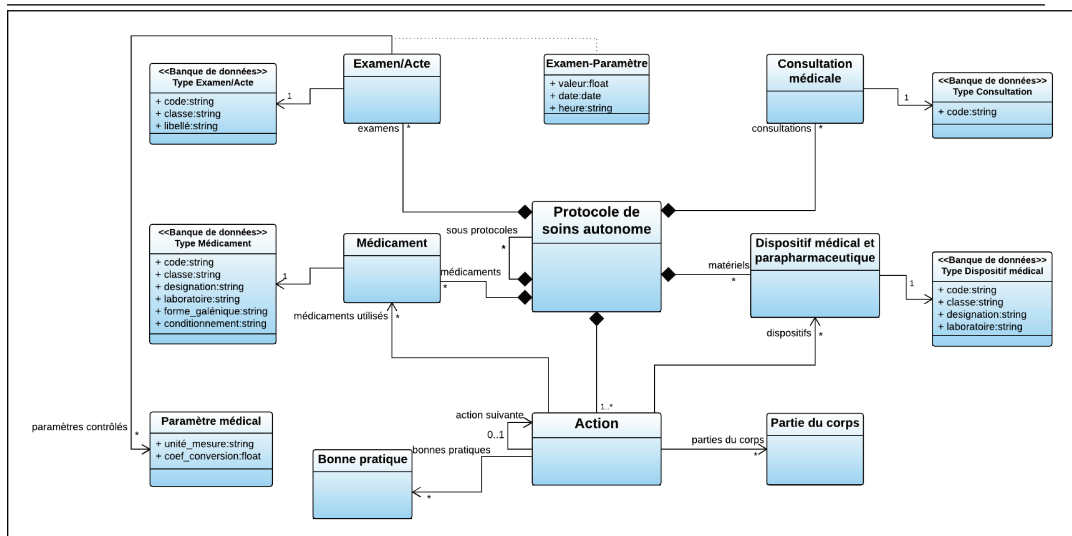 <<Banque de données>>
Type Examen/Acte
+ code:string
+ classe:string
+ libellé:string
1
Examen/Acte
examens
*
Examen-Paramètre
+ valeur:float
+ date:date
+ heure:string
Consultation
médicale
consultations
*
1
<<Banque de données>>
Type Consultation
+ code:string
<<Banque de données>>
Type Médicament
+ code:string
+ classe:string
+ designation:string
+ laboratoire:string
+ forme_galénique:string
+ conditionnement:string
1
Médicament
médicaments
*
médicaments utilisés
*
sous protocoles
*
Protocole de
soins autonome
matériels
*
Dispositif médical et
parapharmaceutique
dispositifs
*
1
<<Banque de données>>
Type Dispositif médical
+ code:string
+ classe:string
+ designation:string
+ laboratoire:string
paramètres contrôlés
*
Paramètre médical
+ unité_mesure:string
+ coef_conversion:float
Bonne pratique
bonnes pratiques
*
action suivante
0..1
1..*
Action
parties du corps
*
Partie du corps